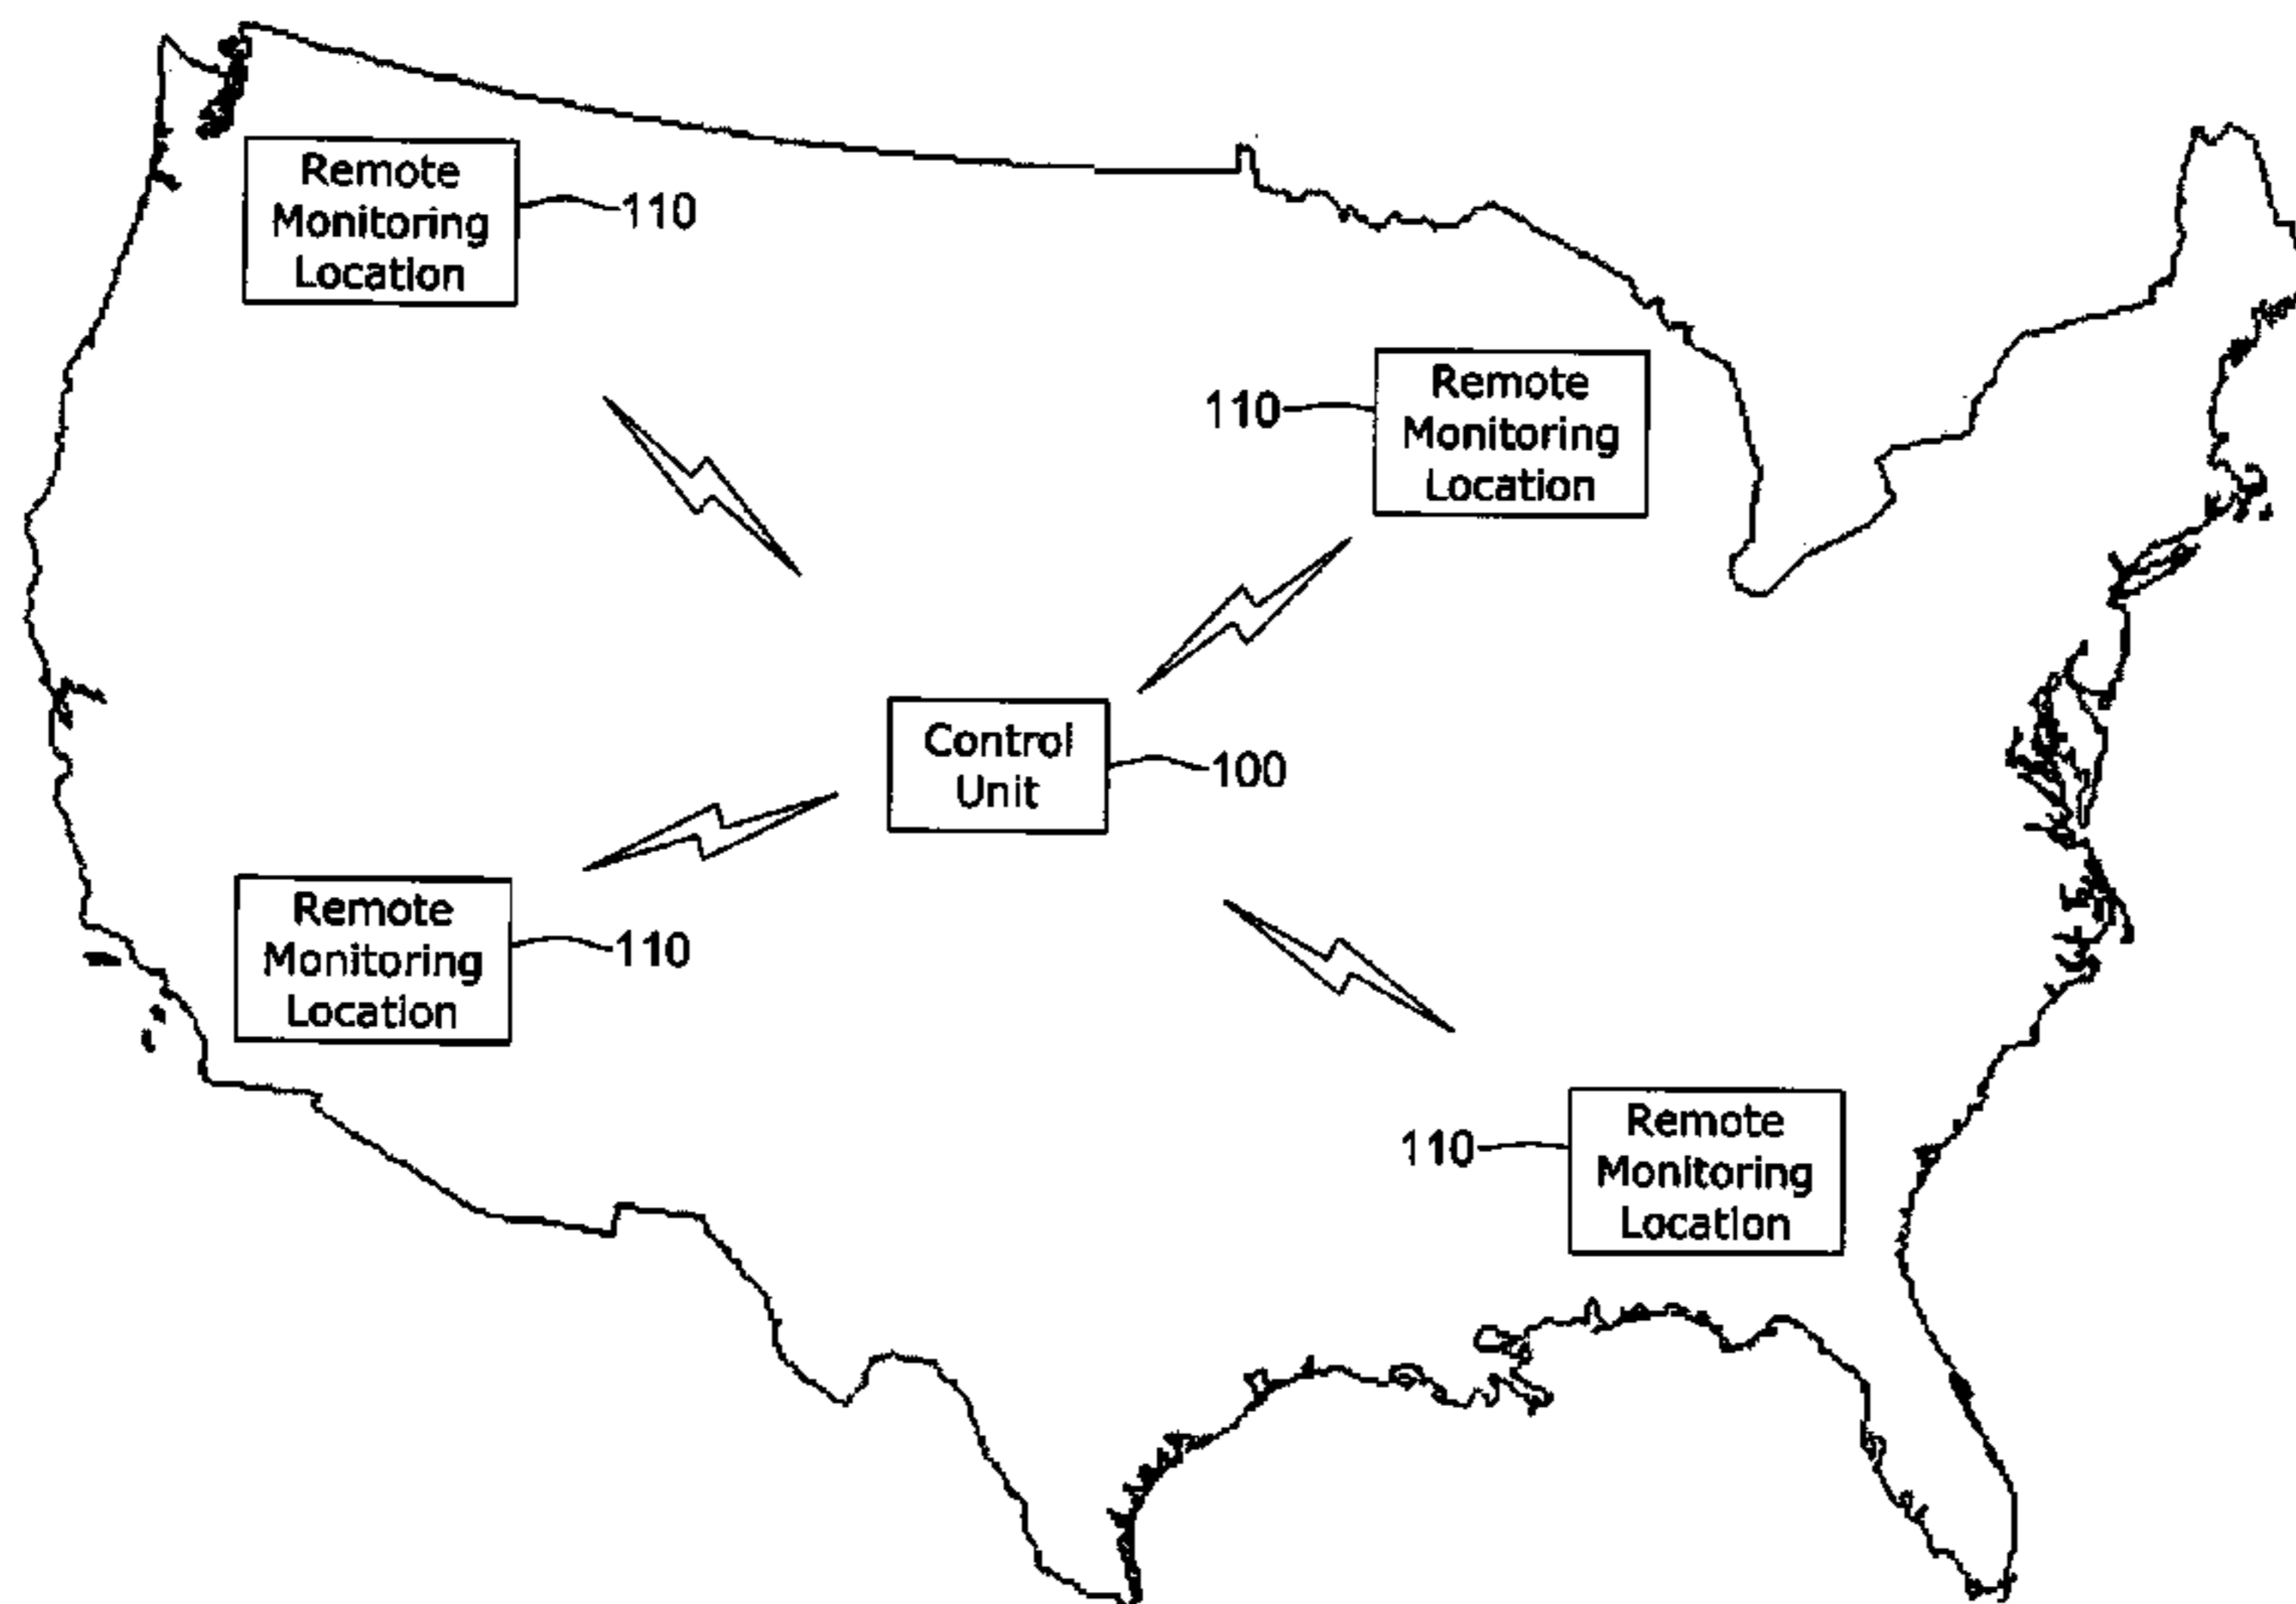 Remote
Monitoring
Location
110
110
Remote
Monitoring
Location
Control
Unit
100
Remote
Monitoring
Location
110
110
Remote
Monitoring
Location